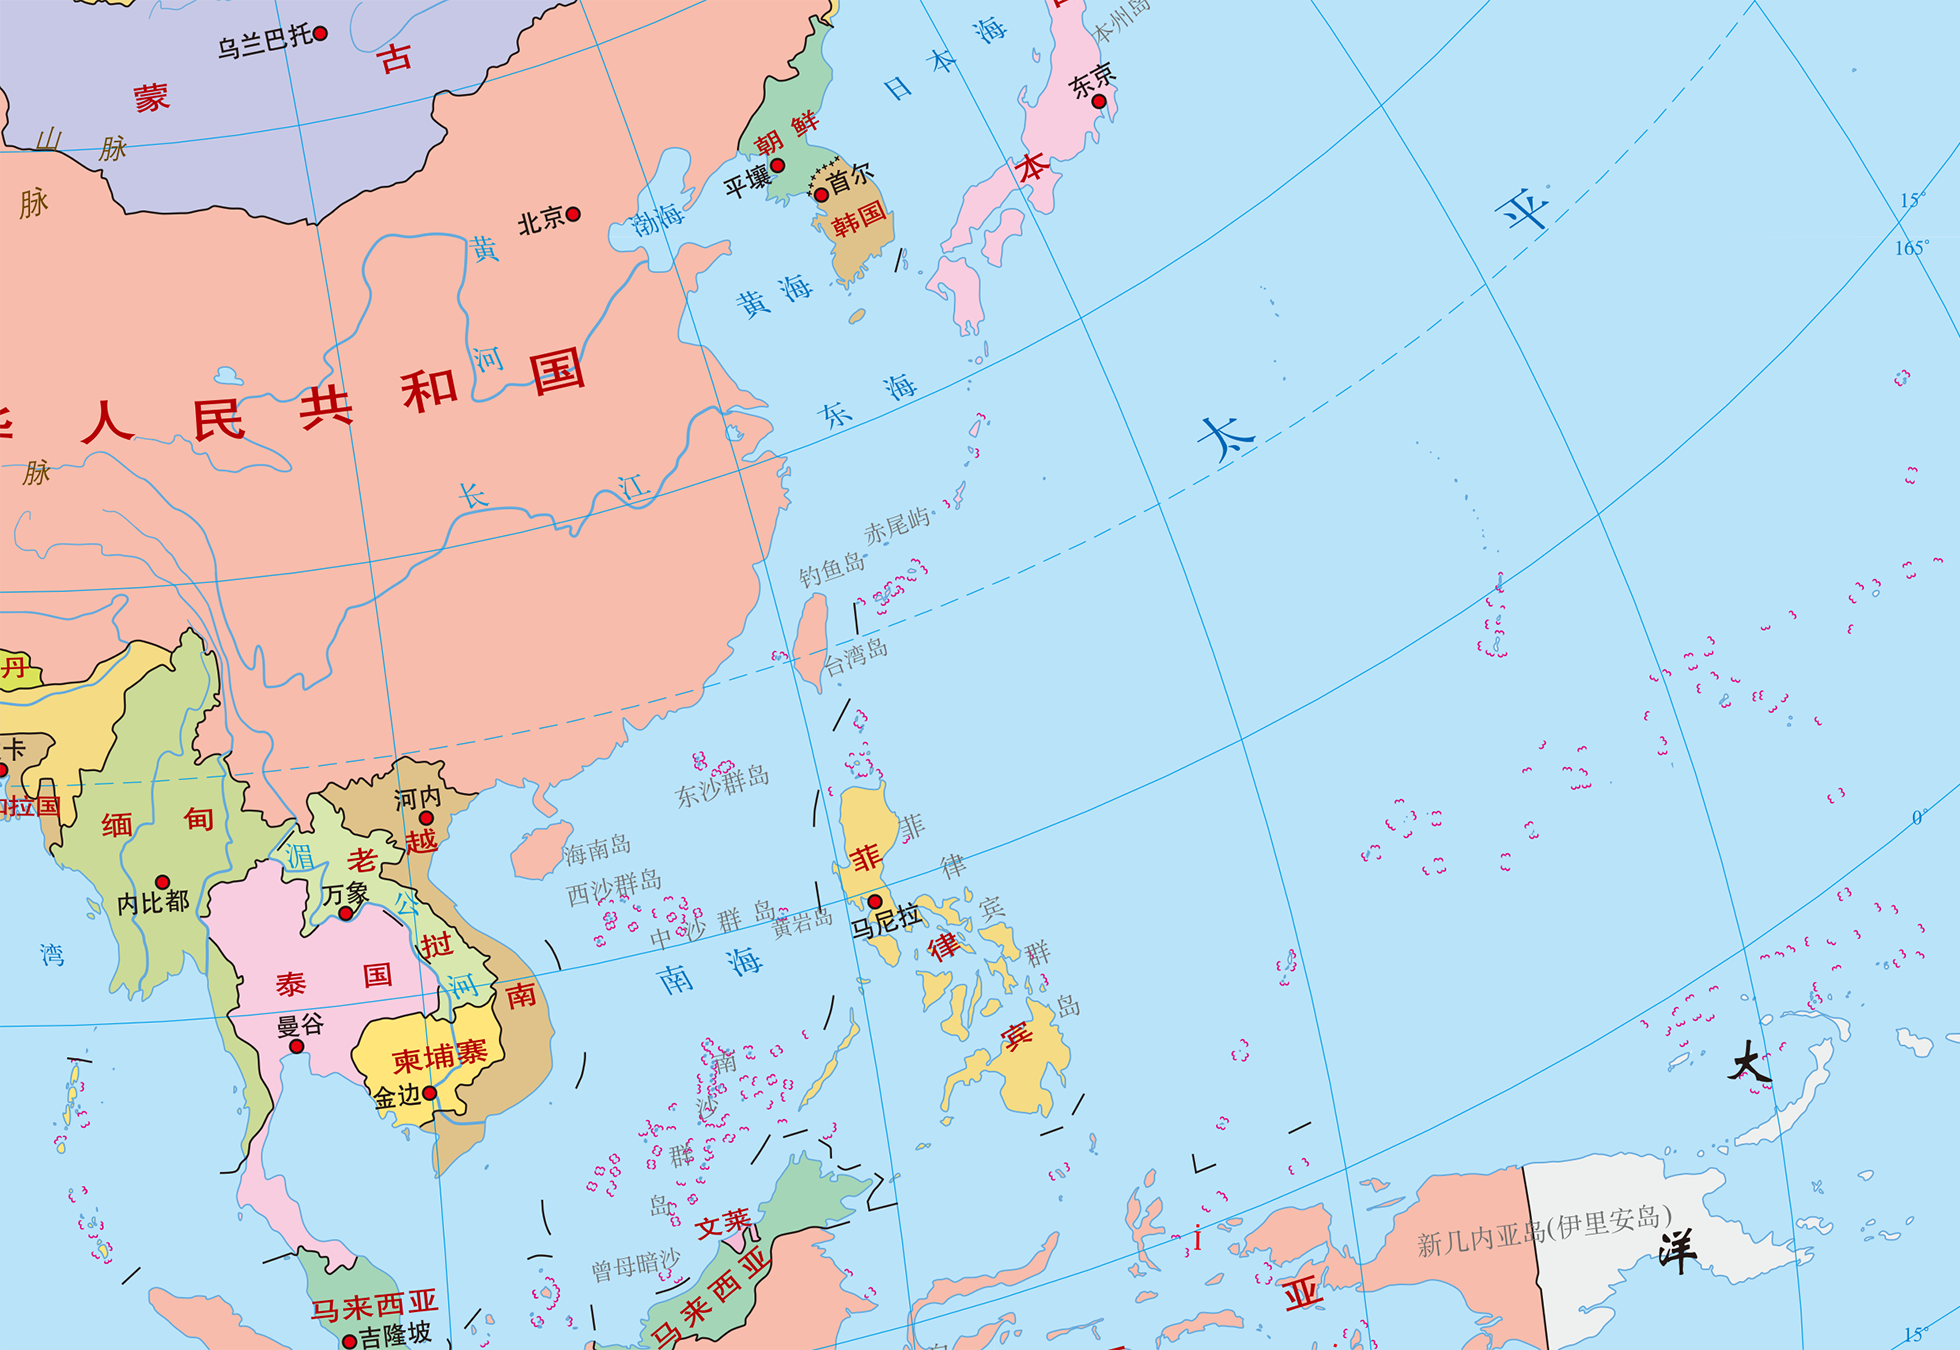 乌兰巴托
蒙古
山脉
脉
日本海
本州岛
东京
本
朝鲜
平壤
首尔
韩国
北京
渤海
黄海
黄河
人民共和国
脉
长江
东海
太平
15°
165°
赤尾屿
钓鱼岛
台湾岛
丹
卡
拉国
缅甸
内比都
湾
河内
越南
老挝
万象
湄公河
泰国
曼谷
柬埔寨
金边
东沙群岛
海南岛
西沙群岛
中沙群岛
黄岩岛
南海
南沙群岛
曾母暗沙
菲律宾
马尼拉
菲律宾群岛
0°
大洋
文莱
马来西亚
马来西亚
吉隆坡
亚
新几内亚岛(伊里安岛)
15°